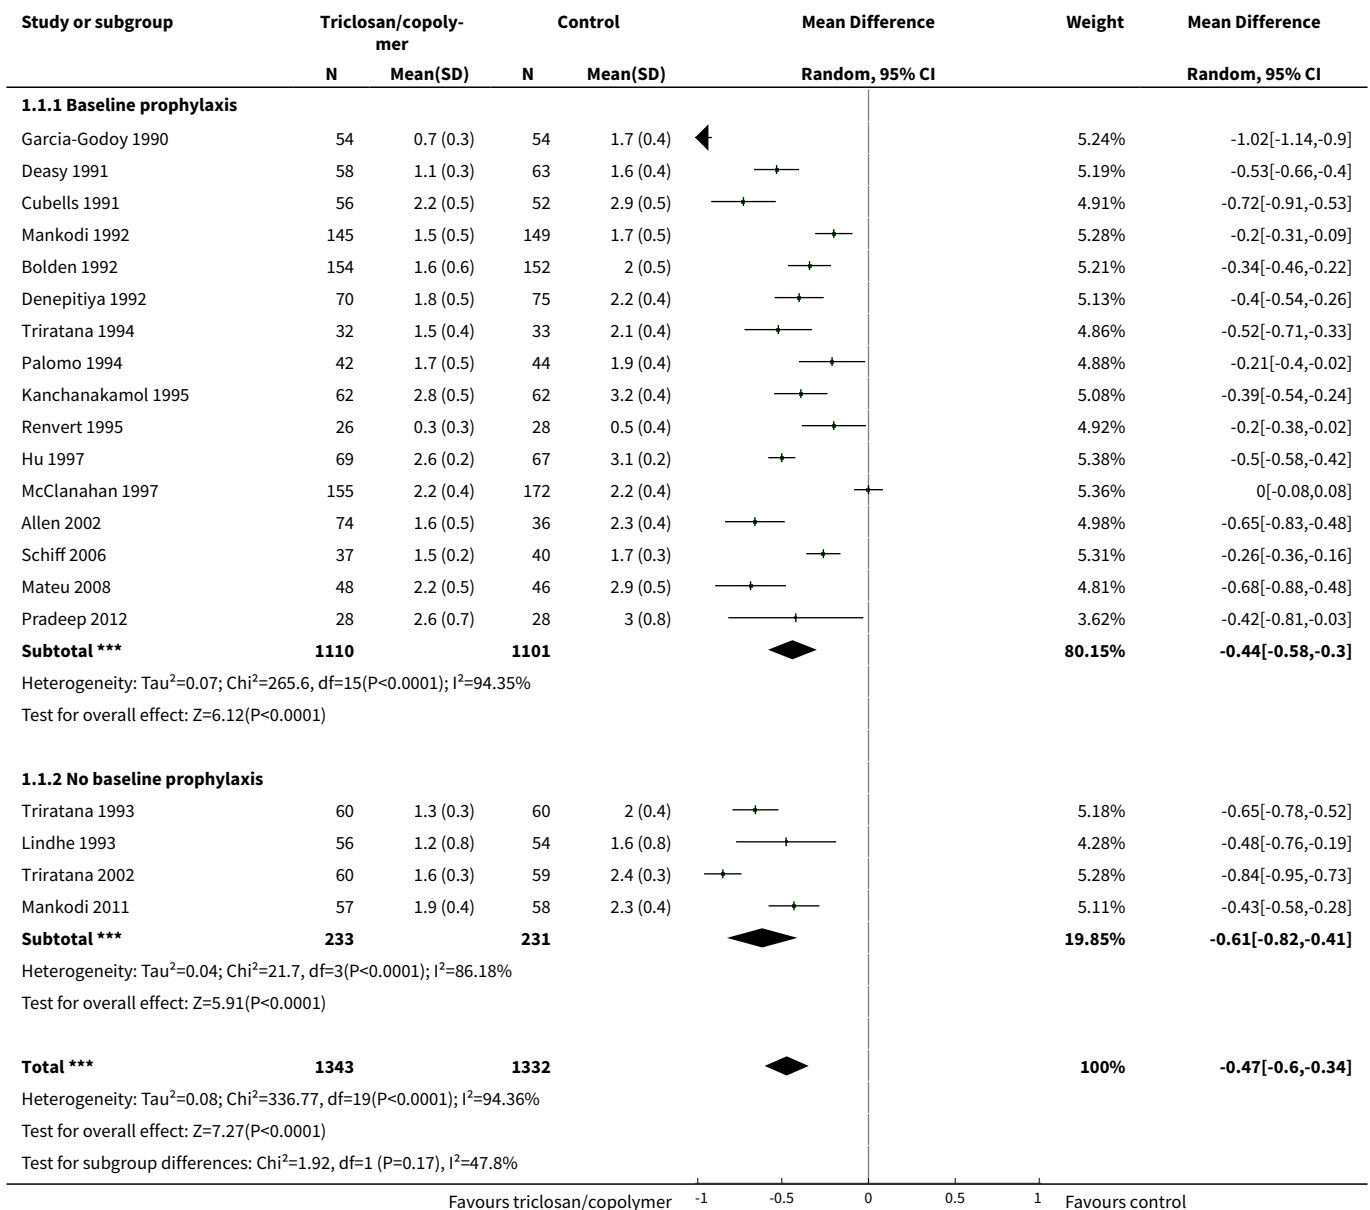 Study or subgroup Triclosan/copoly- Control Mean Difference Weight Mean Difference
mer
N Mean(SD) N Mean(SD) Random, 95% CI Random, 95% CI
1.1.1 Baseline prophylaxis
Garcia-Godoy 1990 54 0.7 (0.3) 54 1.7 (0.4) 5.24% -1.02[-1.14,-0.9]
Deasy 1991 58 1.1 (0.3) 63 1.6 (0.4) 5.19% -0.53[-0.66,-0.4]
Cubells 1991 56 2.2 (0.5) 52 2.9 (0.5) 4.91% -0.72[-0.91,-0.53]
Mankodi 1992 145 1.5 (0.5) 149 1.7 (0.5) 5.28% -0.2[-0.31,-0.09]
Bolden 1992 154 1.6 (0.6) 152 2 (0.5) 5.21% -0.34[-0.46,-0.22]
Denepitiya 1992 70 1.8 (0.5) 75 2.2 (0.4) 5.13% -0.4[-0.54,-0.26]
Triratana 1994 32 1.5 (0.4) 33 2.1 (0.4) 4.86% -0.52[-0.71,-0.33]
Palomo 1994 42 1.7 (0.5) 44 1.9 (0.4) 4.88% -0.21[-0.4,-0.02]
Kanchanakamol 1995 62 2.8 (0.5) 62 3.2 (0.4) 5.08% -0.39[-0.54,-0.24]
Renvert 1995 26 0.3 (0.3) 28 0.5 (0.4) 4.92% -0.2[-0.38,-0.02]
Hu 1997 69 2.6 (0.2) 67 3.1 (0.2) 5.38% -0.5[-0.58,-0.42]
McClanahan 1997 155 2.2 (0.4) 172 2.2 (0.4) 5.36% 0[-0.08,0.08]
Allen 2002 74 1.6 (0.5) 36 2.3 (0.4) 4.98% -0.65[-0.83,-0.48]
Schiff 2006 37 1.5 (0.2) 40 1.7 (0.3) 5.31% -0.26[-0.36,-0.16]
Mateu 2008 48 2.2 (0.5) 46 2.9 (0.5) 4.81% -0.68[-0.88,-0.48]
Pradeep 2012 28 2.6 (0.7) 28 3 (0.8) 3.62% -0.42[-0.81,-0.03]
Subtotal *** 1110 1101 80.15% -0.44[-0.58,-0.3]
Heterogeneity: Tau²=0.07; Chi²=265.6, df=15(P<0.0001); I²=94.35%
Test for overall effect: Z=6.12(P<0.0001)
1.1.2 No baseline prophylaxis
Triratana 1993 60 1.3 (0.3) 60 2 (0.4) 5.18% -0.65[-0.78,-0.52]
Lindhe 1993 56 1.2 (0.8) 54 1.6 (0.8) 4.28% -0.48[-0.76,-0.19]
Triratana 2002 60 1.6 (0.3) 59 2.4 (0.3) 5.28% -0.84[-0.95,-0.73]
Mankodi 2011 57 1.9 (0.4) 58 2.3 (0.4) 5.11% -0.43[-0.58,-0.28]
Subtotal *** 233 231 19.85% -0.61[-0.82,-0.41]
Heterogeneity: Tau²=0.04; Chi²=21.7, df=3(P<0.0001); I²=86.18%
Test for overall effect: Z=5.91(P<0.0001)
Total *** 1343 1332 100% -0.47[-0.6,-0.34]
Heterogeneity: Tau²=0.08; Chi²=336.77, df=19(P<0.0001); I²=94.36%
Test for overall effect: Z=7.27(P<0.0001)
Test for subgroup differences: Chi²=1.92, df=1 (P=0.17), I²=47.8%
Favours triclosan/copolymer -1 -0.5 0 0.5 1 Favours control